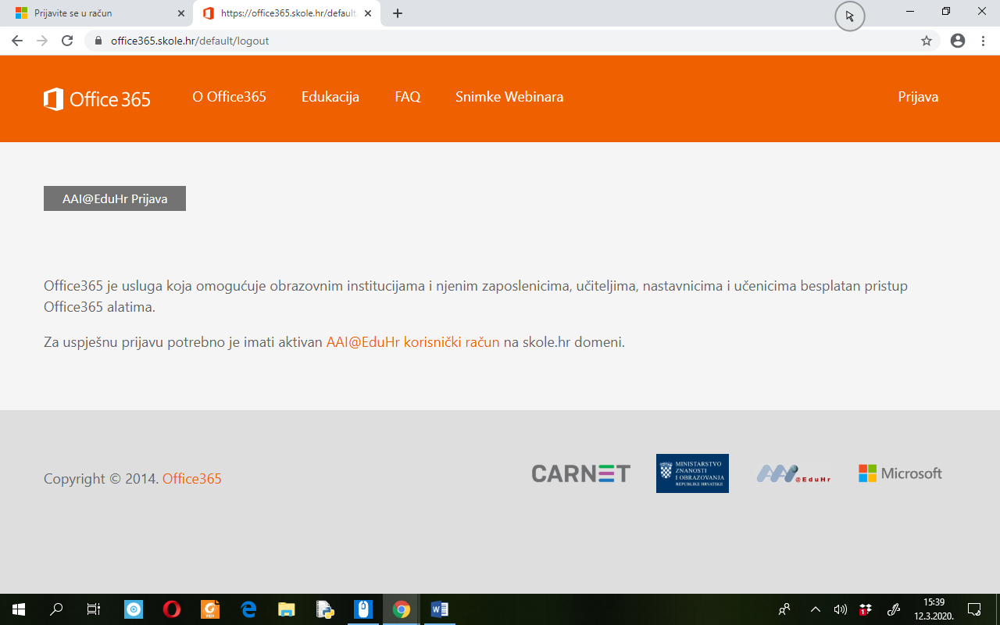 Prijavite se u račun
https://office365.skole.hr/default
office365.skole.hr/default/logout
Office 365
O Office365
Edukacija
FAQ
Snimke Webinara
Prijava
AAI@EduHr Prijava
Office365 je usluga koja omogućuje obrazovnim institucijama i njenim zaposlenicima, učiteljima, nastavnicima i učenicima besplatan pristup
Office365 alatima.
Za uspješnu prijavu potrebno je imati aktivan AAI@EduHr korisnički račun na skole.hr domeni.
Copyright © 2014. Office365
CARNET
MINISTARSTVO
ZNANOSTI
I OBRAZOVANJA
REPUBLIKE HRVATSKE
AAI
@EduHr
Microsoft
PDF
1
15:39
12.3.2020.